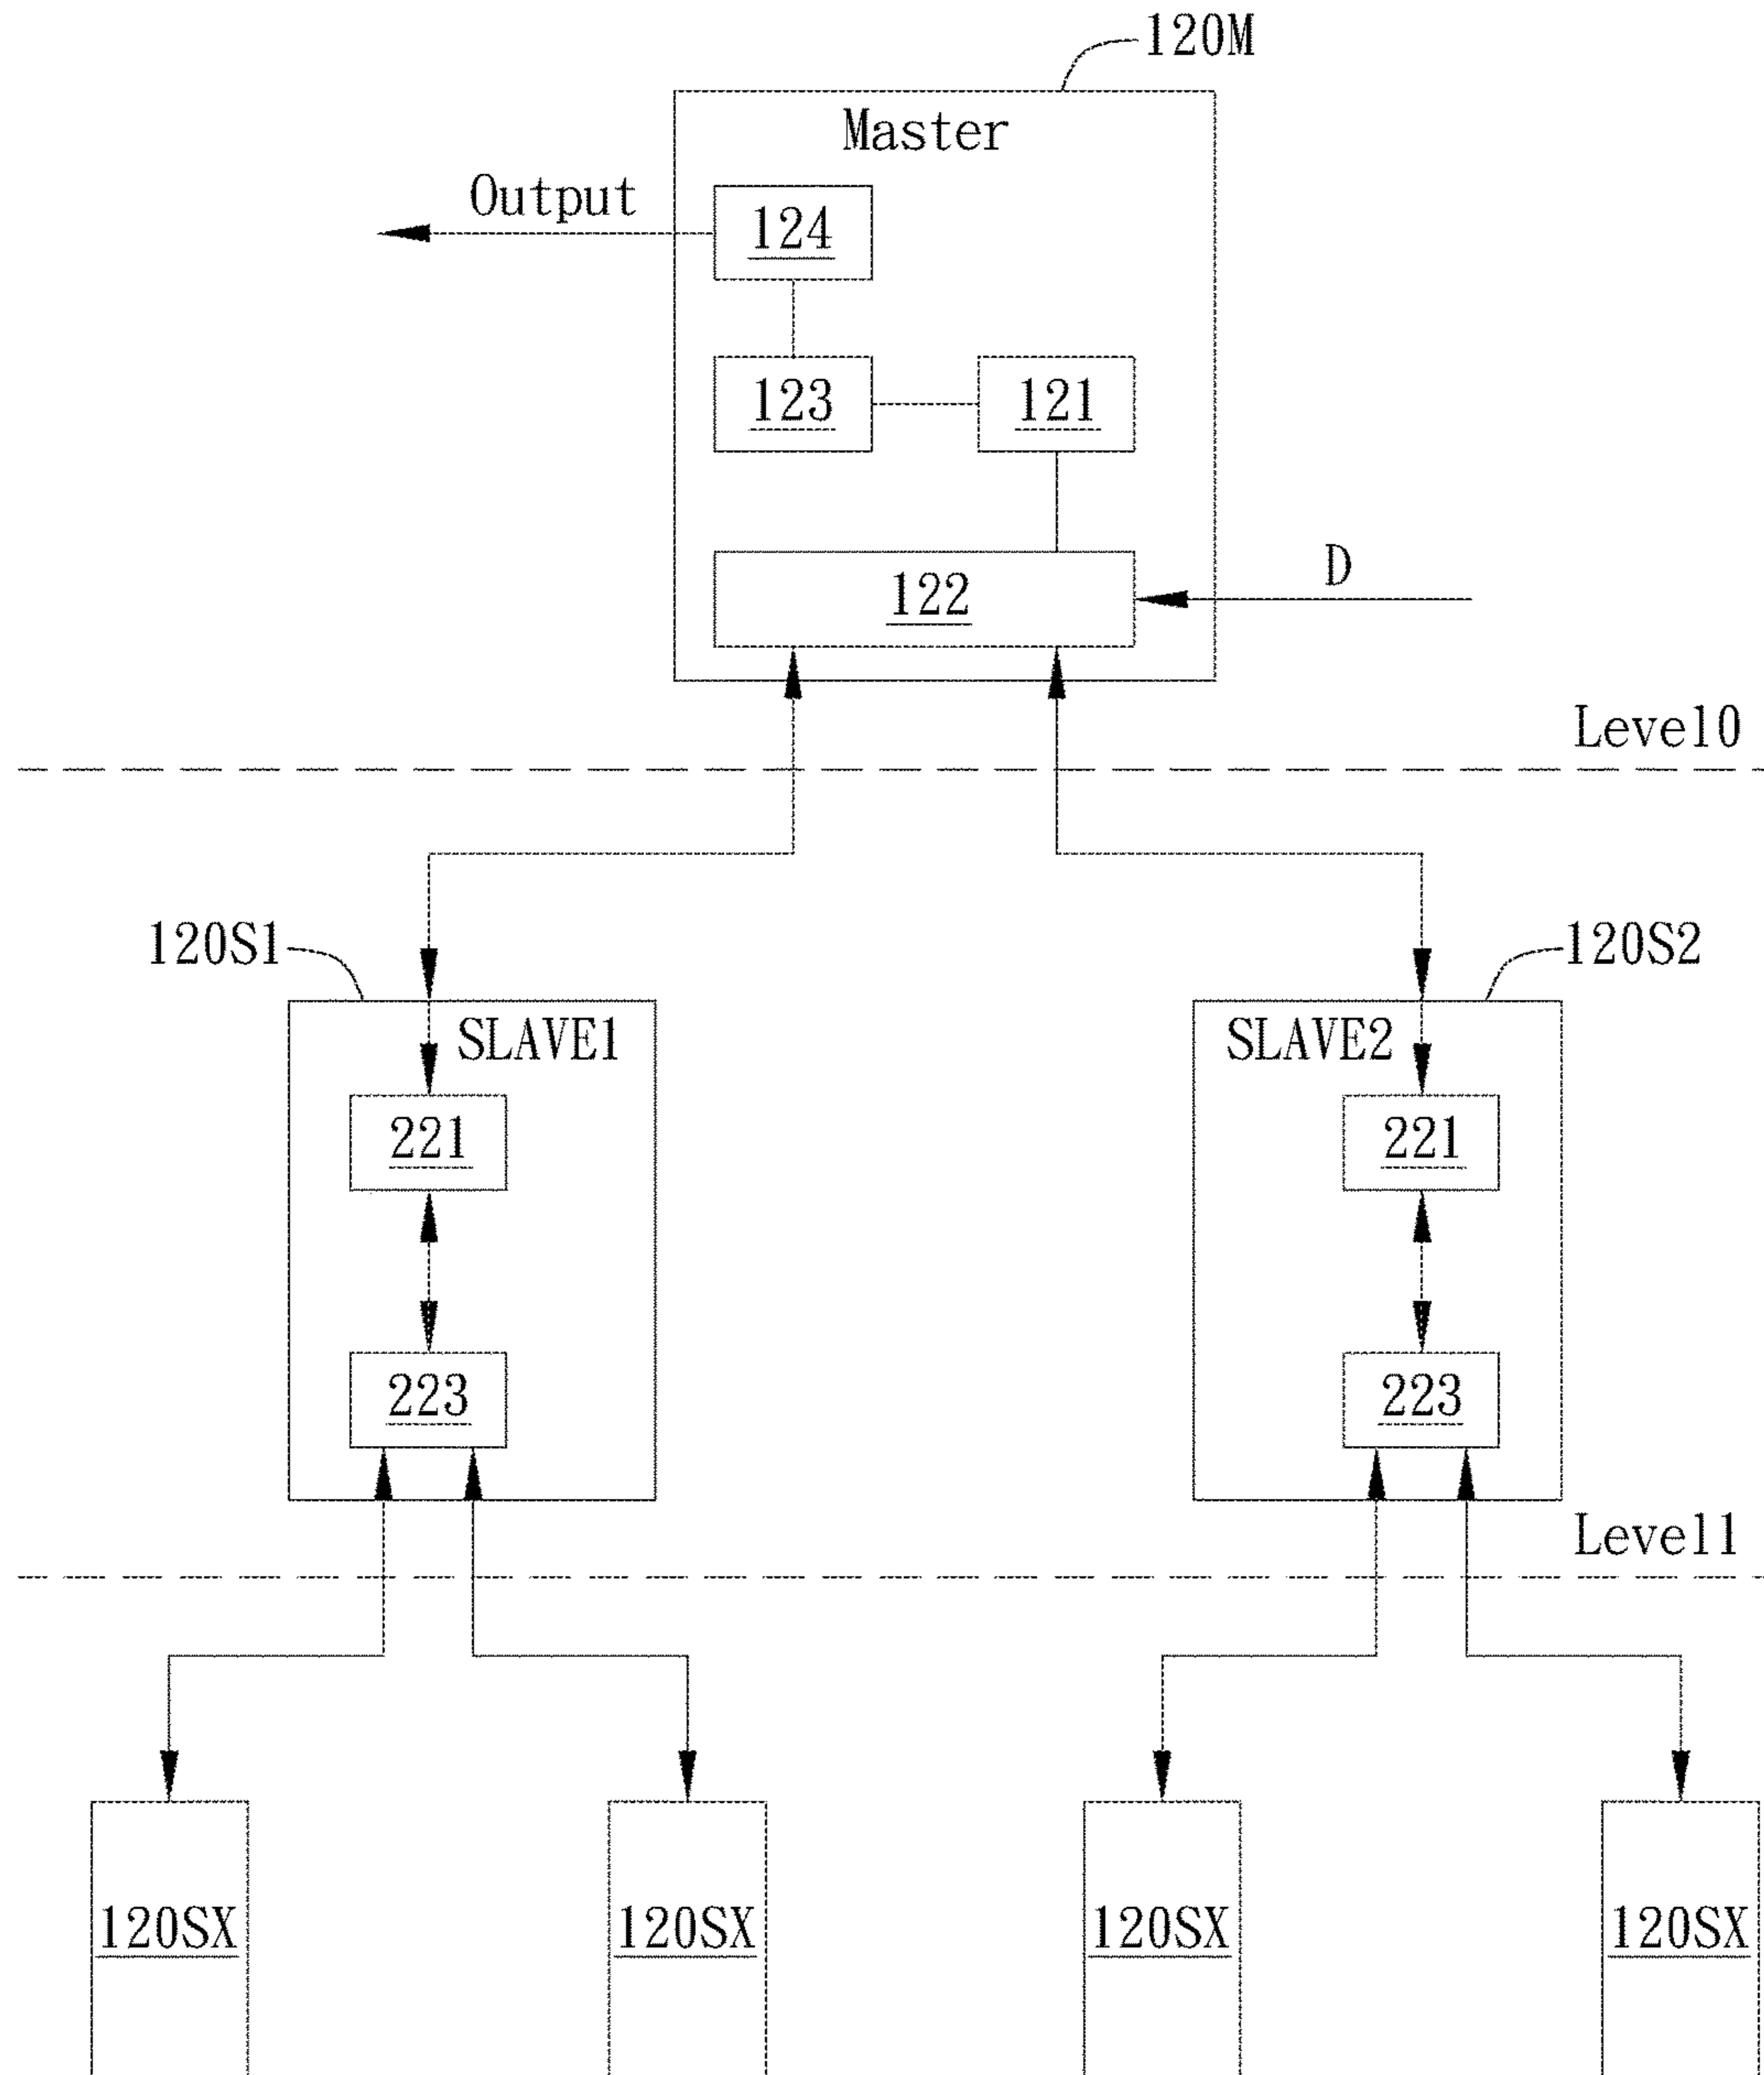 120M
Master
Output
124
123
121
122
D
Level0
120S1
120S2
SLAVE1
SLAVE2
221
221
223
223
Level1
120SX
120SX
120SX
120SX